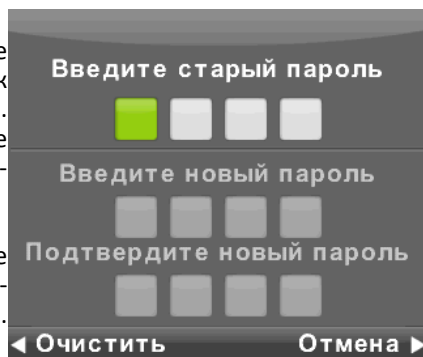 Введите старый пароль
Введите новый пароль
Подтвердите новый пароль
◀ Очистить Отмена ▶